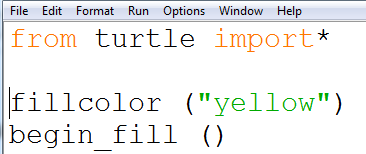 File Edit Format Run Options Window Help
from turtle import*
fillcolor ("yellow")
begin_fill ()